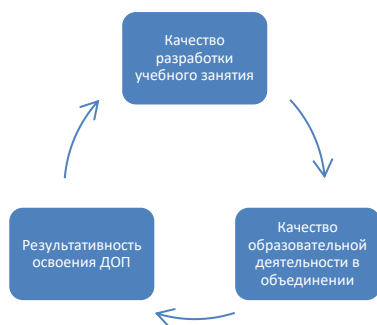 Качество
разработки
учебного занятия
Качество
образовательной
деятельности в
объединении
Результативность
освоения ДОП